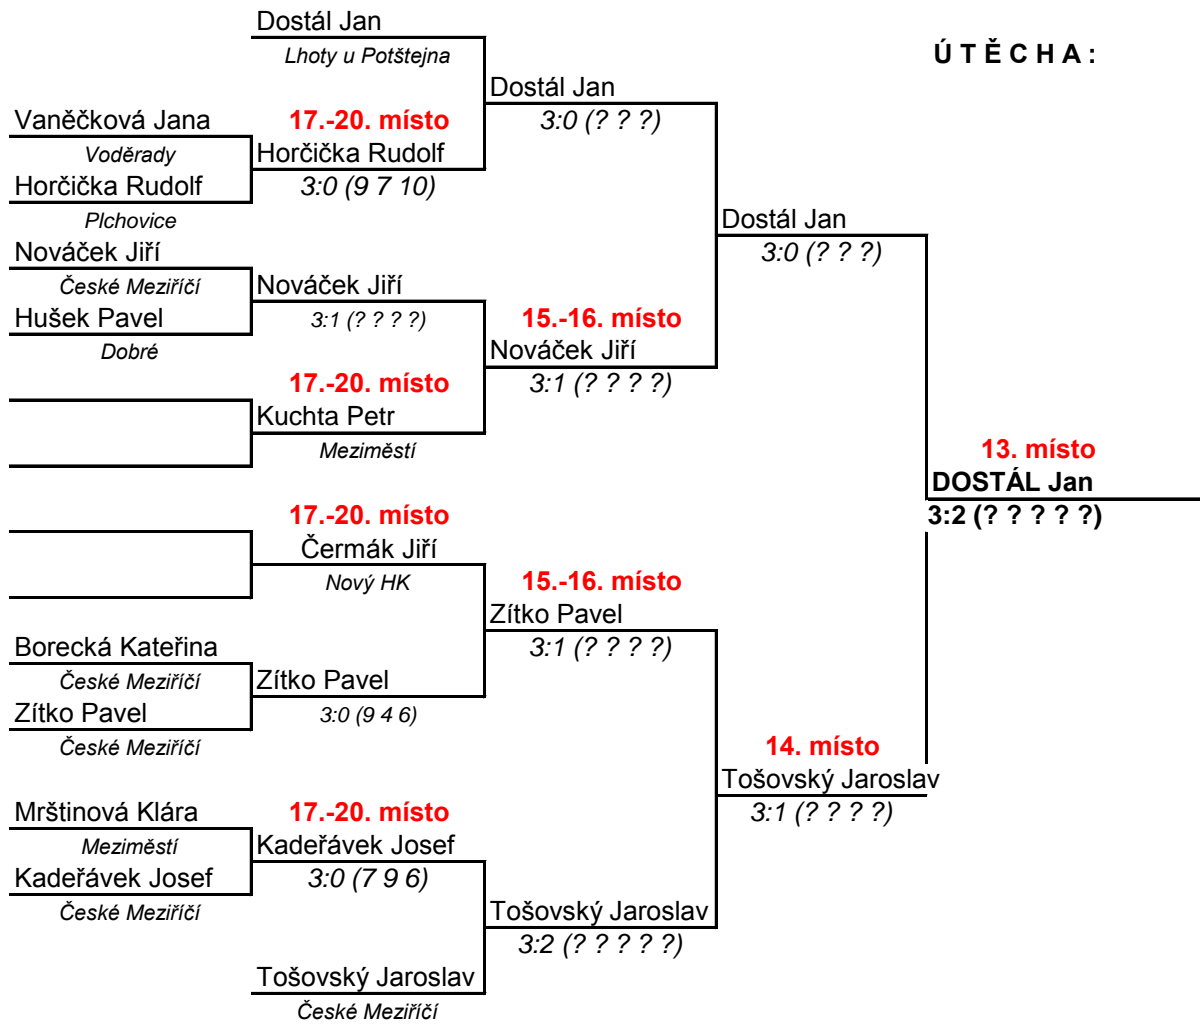 Dostál Jan
Lhoty u Potštejna
Ú T Ě C H A :
Dostál Jan
3:0 (? ? ?)
Vaněčková Jana
17.-20. místo
Voděrady
Horčička Rudolf
Horčička Rudolf
3:0 (9 7 10)
Plchovice
Dostál Jan
3:0 (? ? ?)
Nováček Jiří
České Meziříčí
Nováček Jiří
Hušek Pavel
3:1 (? ? ? ?)
15.-16. místo
Dobré
Nováček Jiří
17.-20. místo
3:1 (? ? ? ?)
Kuchta Petr
Meziměstí
13. místo
DOSTÁL Jan
3:2 (? ? ? ? ?)
17.-20. místo
Čermák Jiří
Nový HK
15.-16. místo
Zítko Pavel
3:1 (? ? ? ?)
Borecká Kateřina
České Meziříčí
Zítko Pavel
Zítko Pavel
3:0 (9 4 6)
České Meziříčí
14. místo
Tošovský Jaroslav
3:1 (? ? ? ?)
Mrštinová Klára
17.-20. místo
Meziměstí
Kadeřávek Josef
Kadeřávek Josef
3:0 (7 9 6)
České Meziříčí
Tošovský Jaroslav
3:2 (? ? ? ? ?)
Tošovský Jaroslav
České Meziříčí